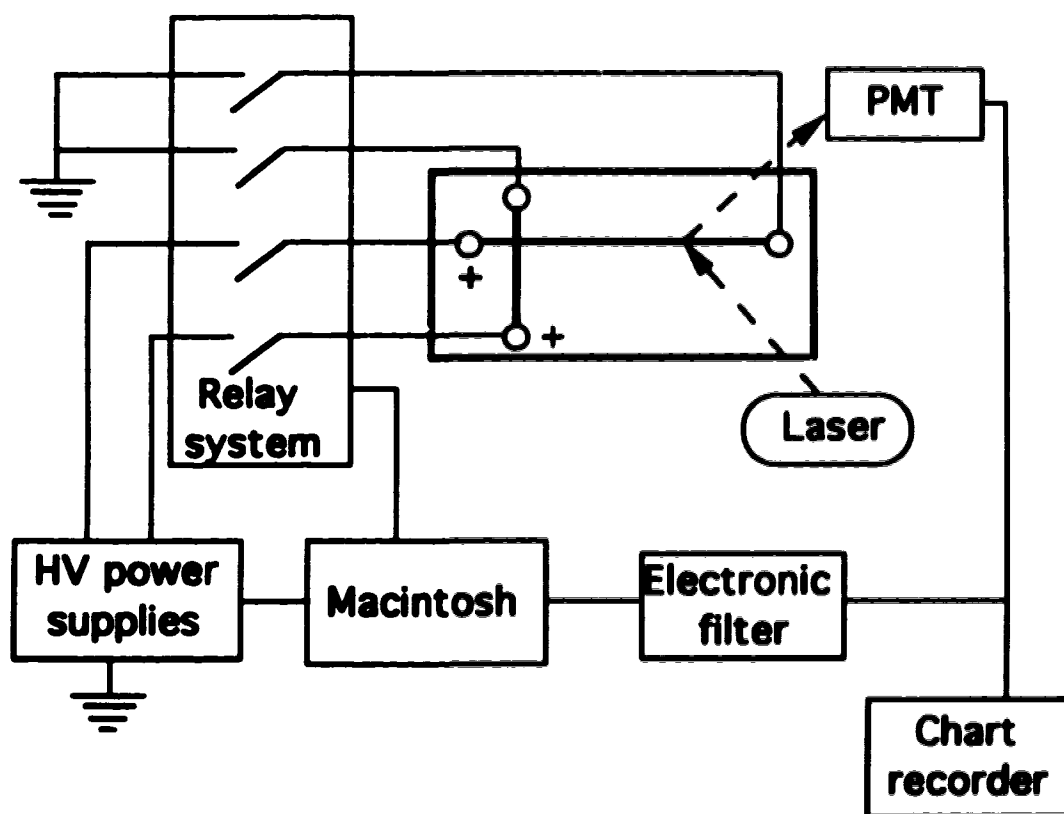 PMT
+
+
Relay
system
Laser
HV power
supplies
Macintosh
Electronic
filter
Chart
recorder